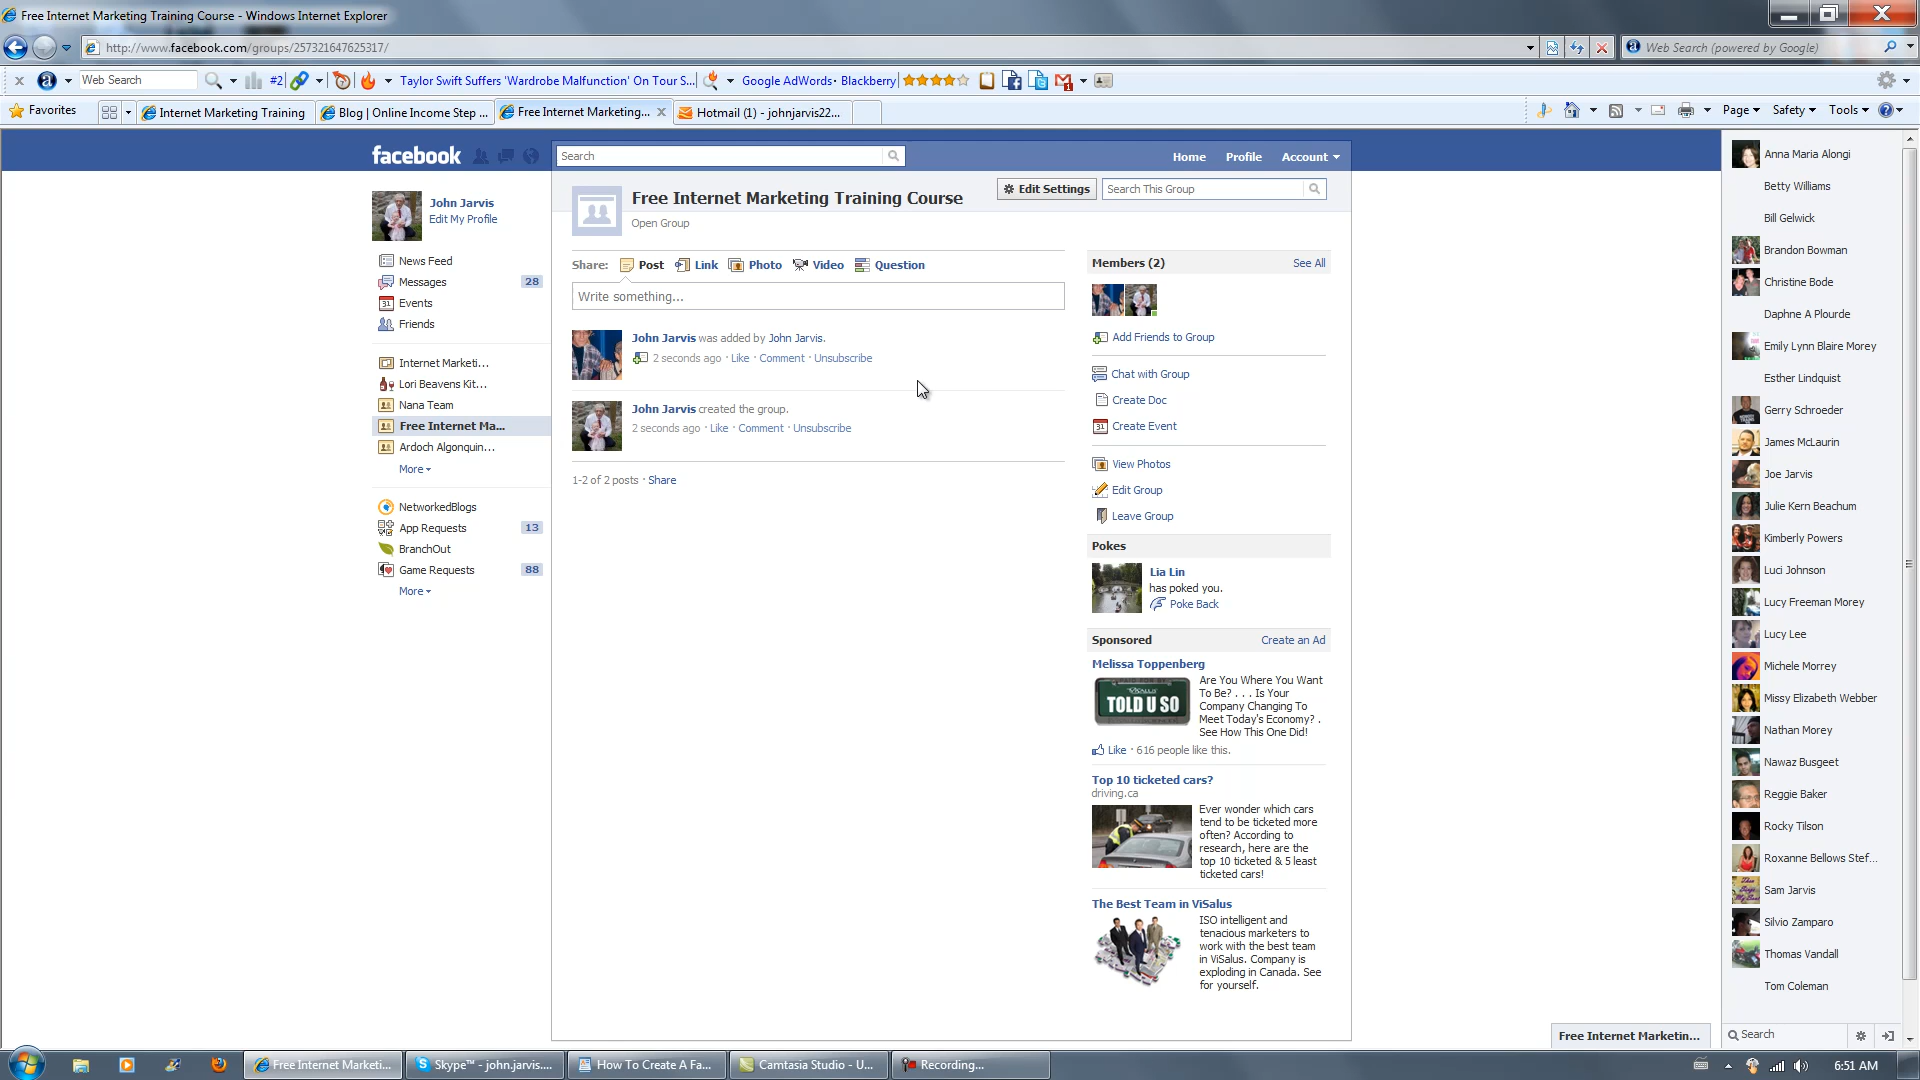 Free Internet Marketing Training Course - Windows Internet Explorer
http://www.facebook.com/groups/257321647625317/
Web Search (powered by Google)
Web Search
#2
Taylor Swift Suffers 'Wardrobe Malfunction' On Tour S...
Google AdWords• Blackberry
Favorites
Internet Marketing Training
Blog | Online Income Step ...
Free Internet Marketing...
Hotmail (1) - johnjarvis22...
Page
Safety
Tools
facebook
Search
Home
Profile
Account
John Jarvis
Edit My Profile
News Feed
Messages 28
Events
Friends
Internet Marketi...
Lori Beavens Kit...
Nana Team
Free Internet Ma...
Ardoch Algonquin...
More
NetworkedBlogs
App Requests 13
BranchOut
Game Requests 88
More
Free Internet Marketing Training Course
Open Group
Edit Settings
Search This Group
Share: Post Link Photo Video Question
Write something...
John Jarvis was added by John Jarvis.
2 seconds ago · Like · Comment · Unsubscribe
John Jarvis created the group.
2 seconds ago · Like · Comment · Unsubscribe
1-2 of 2 posts · Share
Members (2) See All
Add Friends to Group
Chat with Group
Create Doc
31 Create Event
View Photos
Edit Group
Leave Group
Pokes
Lia Lin
has poked you.
Poke Back
Sponsored Create an Ad
Melissa Toppenberg
TOLD U SO
Are You Where You Want
To Be? . . . Is Your
Company Changing To
Meet Today's Economy? .
See How This One Did!
Like · 616 people like this.
Top 10 ticketed cars?
driving.ca
Ever wonder which cars
tend to be ticketed more
often? According to
research, here are the
top 10 ticketed & 5 least
ticketed cars!
The Best Team in ViSalus
ISO intelligent and
tenacious marketers to
work with the best team
in ViSalus. Company is
exploding in Canada. See
for yourself.
Anna Maria Alongi
Betty Williams
Bill Gelwick
Brandon Bowman
Christine Bode
Daphne A Plourde
Emily Lynn Blaire Morey
Esther Lindquist
Gerry Schroeder
James McLaurin
Joe Jarvis
Julie Kern Beachum
Kimberly Powers
Luci Johnson
Lucy Freeman Morey
Lucy Lee
Michele Morrey
Missy Elizabeth Webber
Nathan Morey
Nawaz Busgeet
Reggie Baker
Rocky Tilson
Roxanne Bellows Stef...
Sam Jarvis
Silvio Zamparo
Thomas Vandall
Tom Coleman
Search
Free Internet Marketin...
Free Internet Marketi...
Skype™ - john.jarvis....
How To Create A Fa...
Camtasia Studio - U...
Recording...
6:51 AM